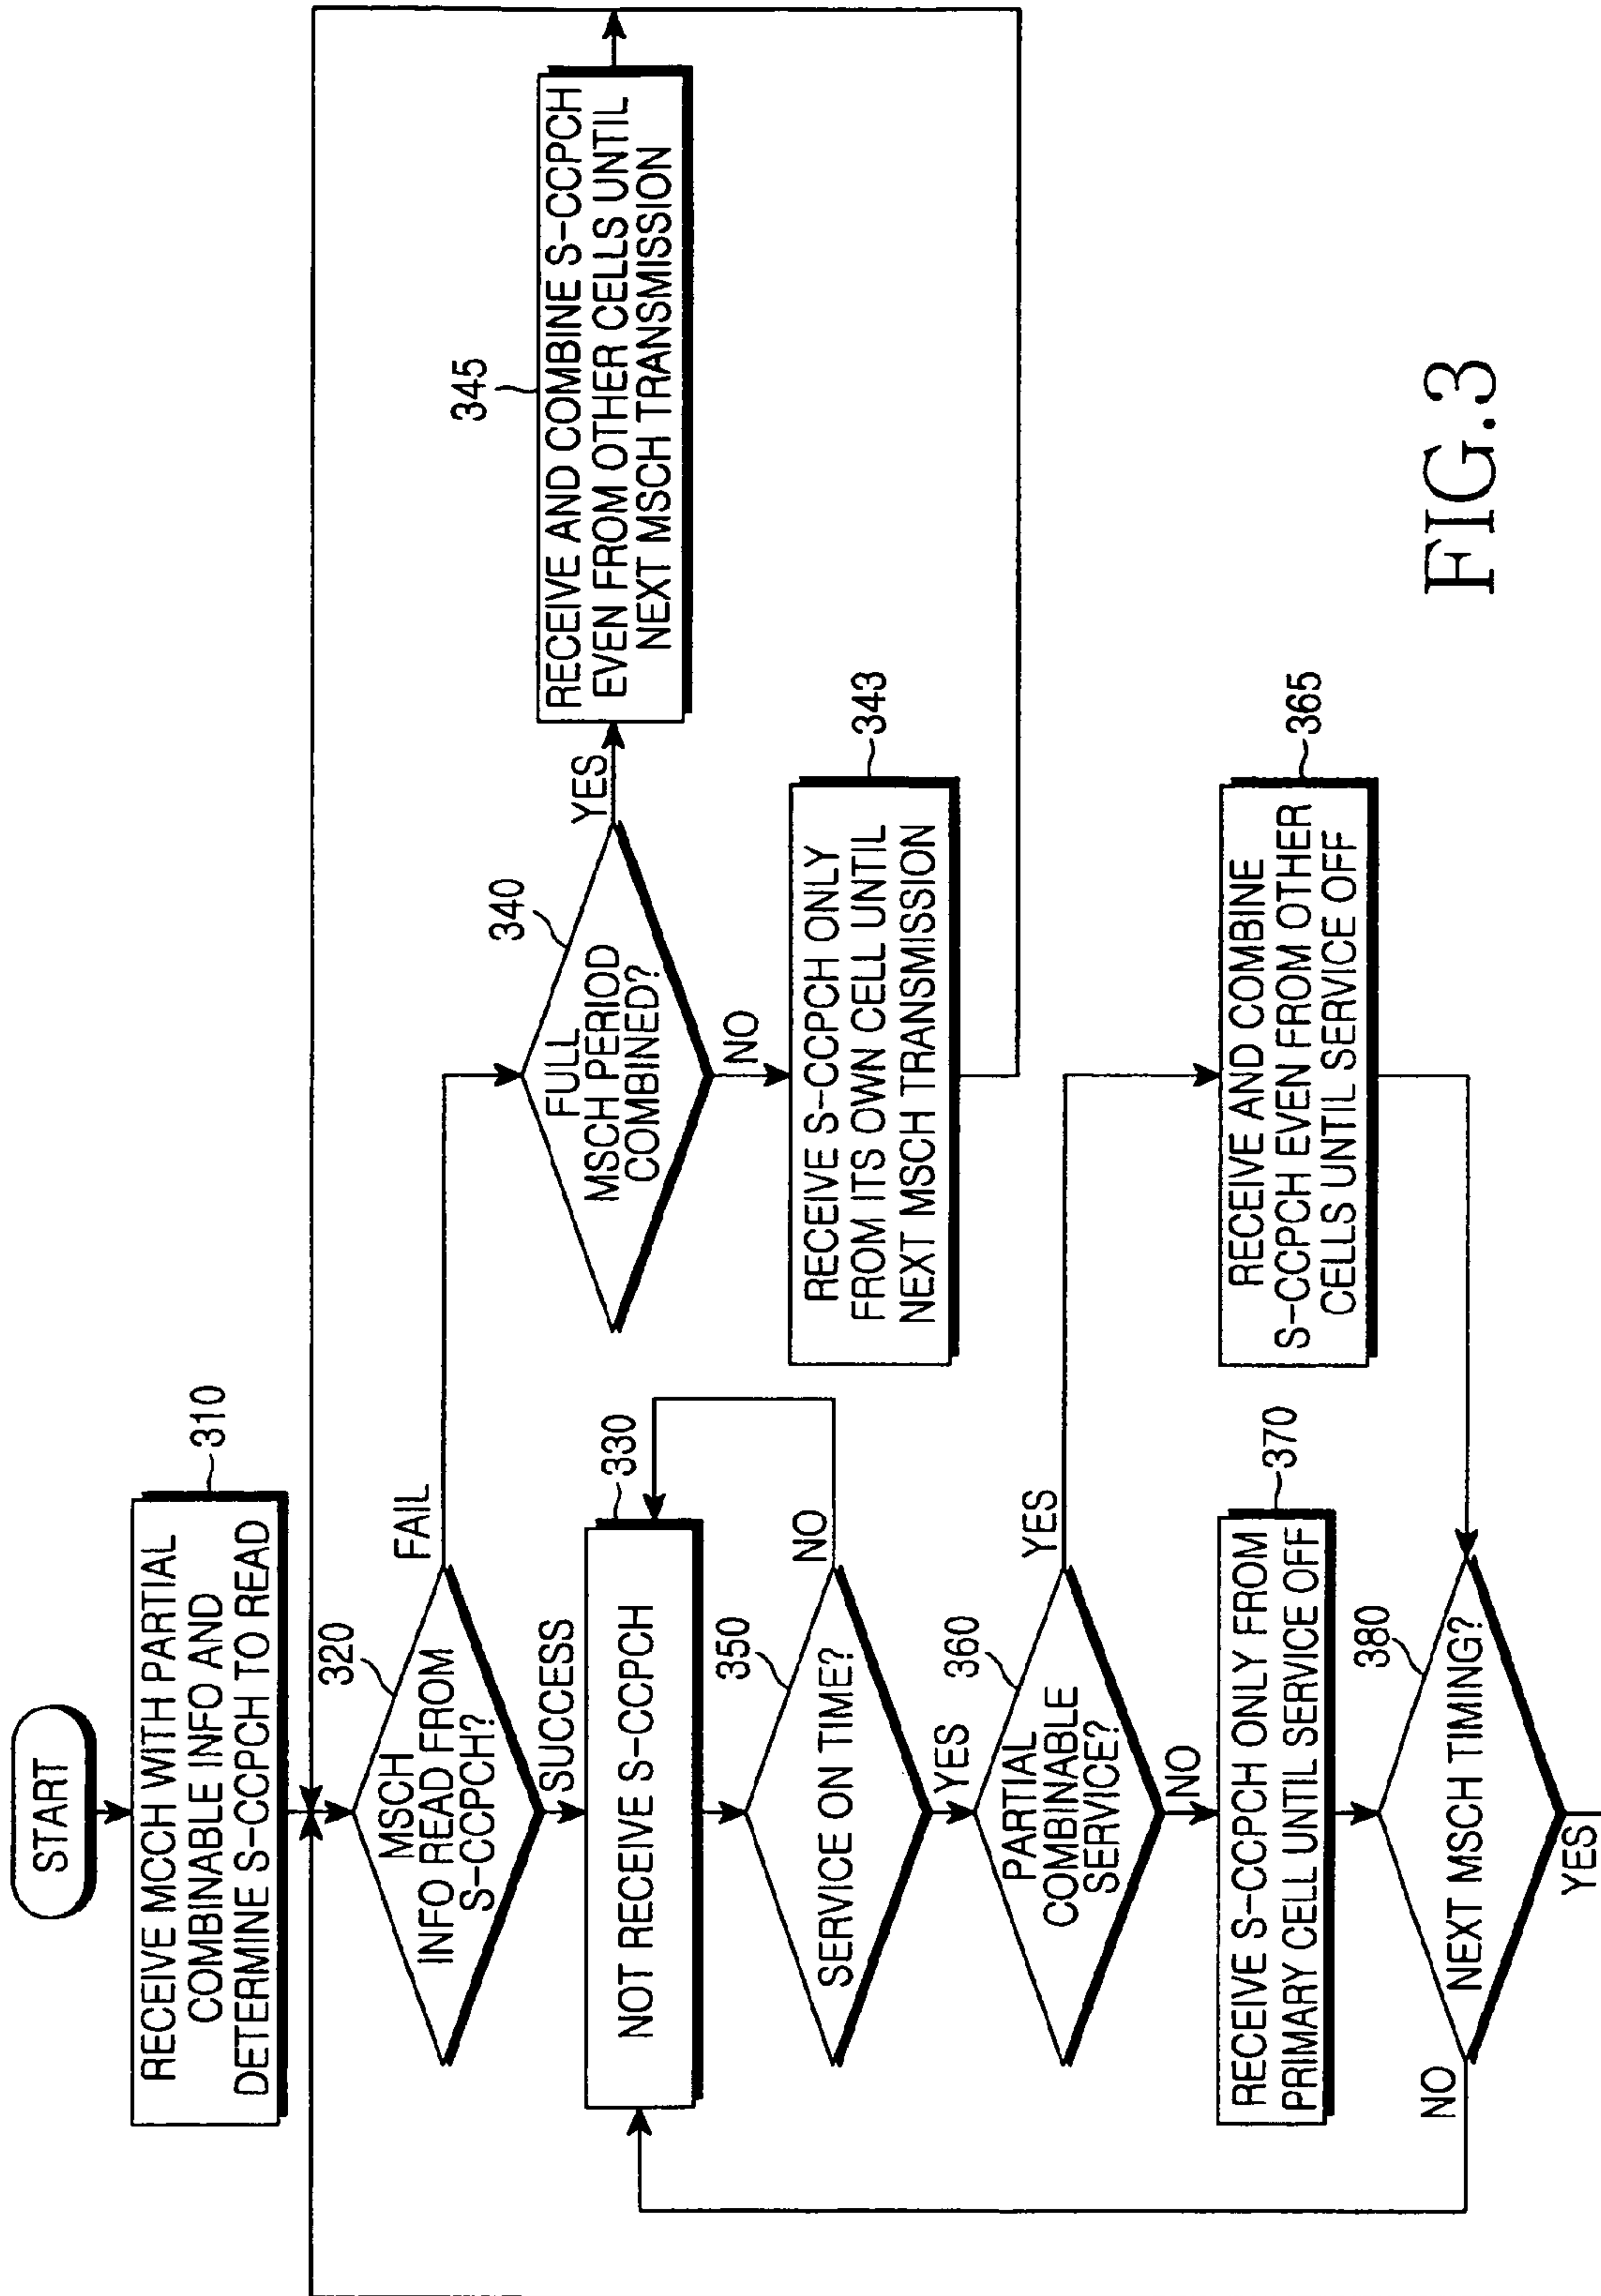 START
RECEIVE MCCH WITH PARTIAL
COMBINABLE INFO AND
DETERMINE S-CCPCH TO READ
310
MSCH
INFO READ FROM
S-CCPCH?
320
FAIL
SUCCESS
NOT RECEIVE S-CCPCH
330
FULL
MSCH PERIOD
COMBINED?
340
YES
NO
RECEIVE AND COMBINE S-CCPCH
EVEN FROM OTHER CELLS UNTIL
NEXT MSCH TRANSMISSION
345
RECEIVE S-CCPCH ONLY
FROM ITS OWN CELL UNTIL
NEXT MSCH TRANSMISSION
343
SERVICE ON TIME?
350
NO
YES
PARTIAL
COMBINABLE
SERVICE?
360
YES
NO
RECEIVE AND COMBINE
S-CCPCH EVEN FROM OTHER
CELLS UNTIL SERVICE OFF
365
RECEIVE S-CCPCH ONLY FROM
PRIMARY CELL UNTIL SERVICE OFF
370
NEXT MSCH TIMING?
380
NO
YES
FIG.3